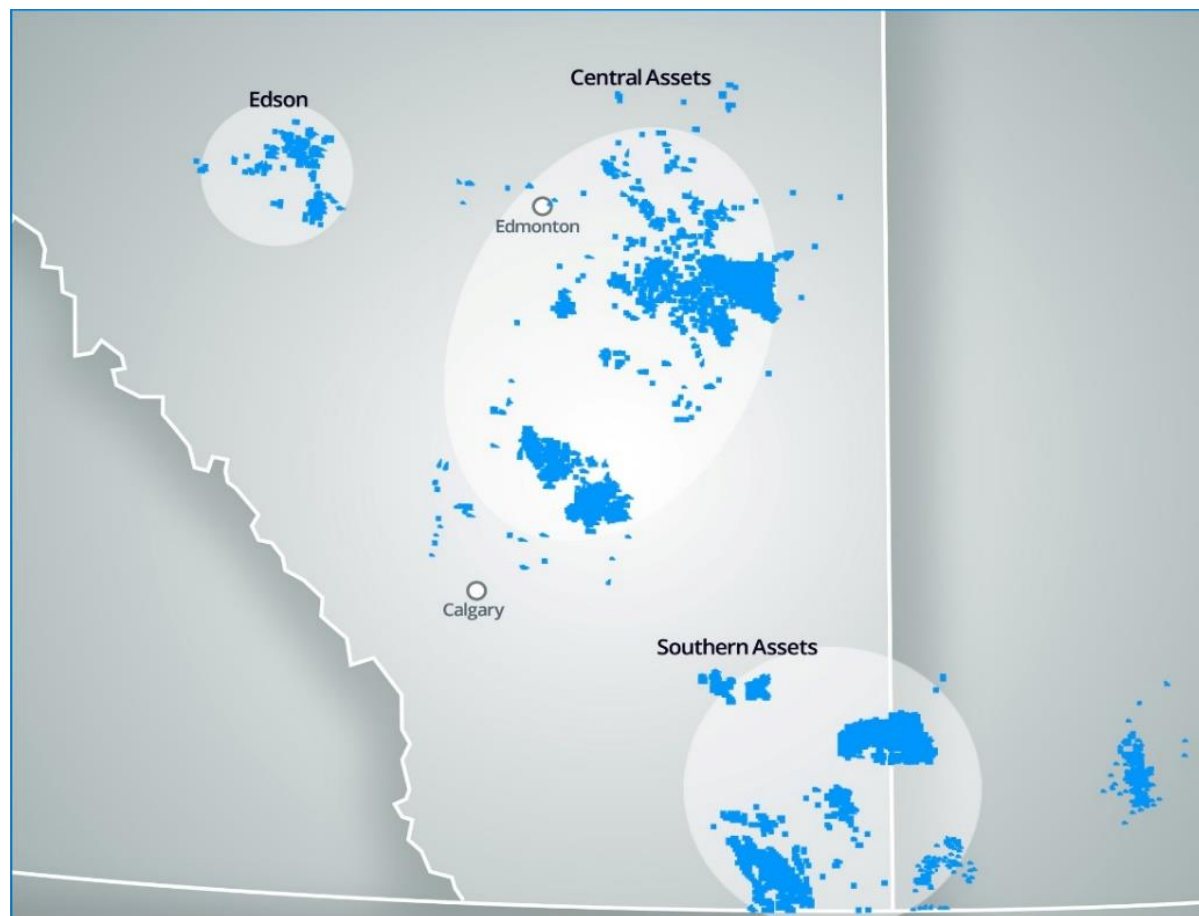 Central Assets
Edson
Edmonton
Calgary
Southern Assets